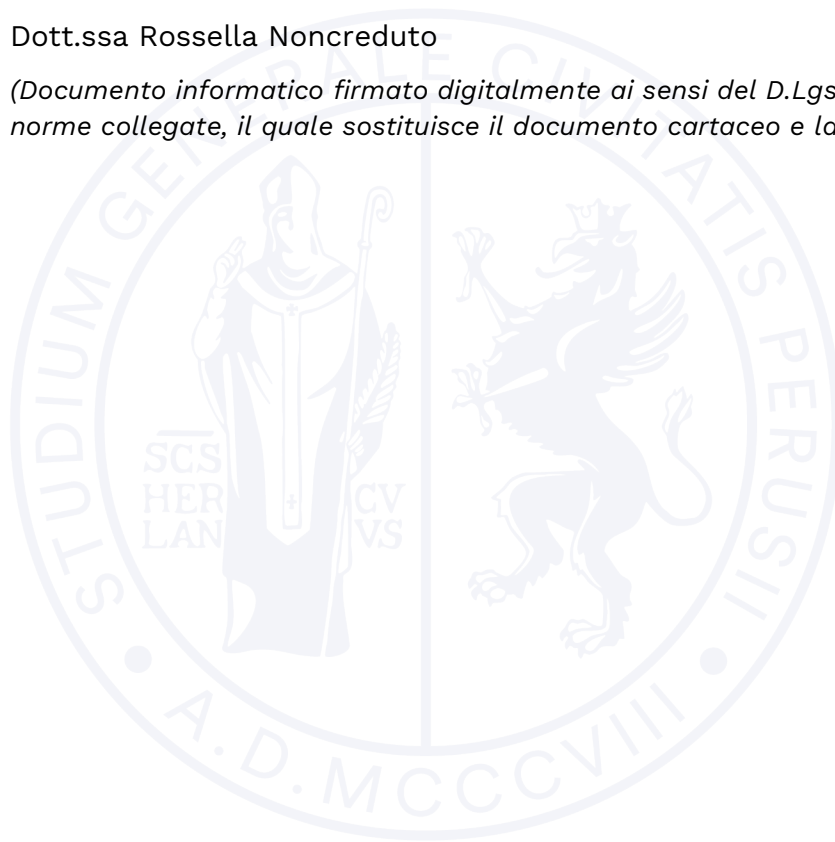 Dott.ssa Rossella Noncreduto
(Documento informatico firmato digitalmente ai sensi del D.Lgs
norme collegate, il quale sostituisce il documento cartaceo e la
STUDIUM GENERALE CIVITATIS PERUSII
SCS
HER CV
LAN VS
A.D. MCCCVIII